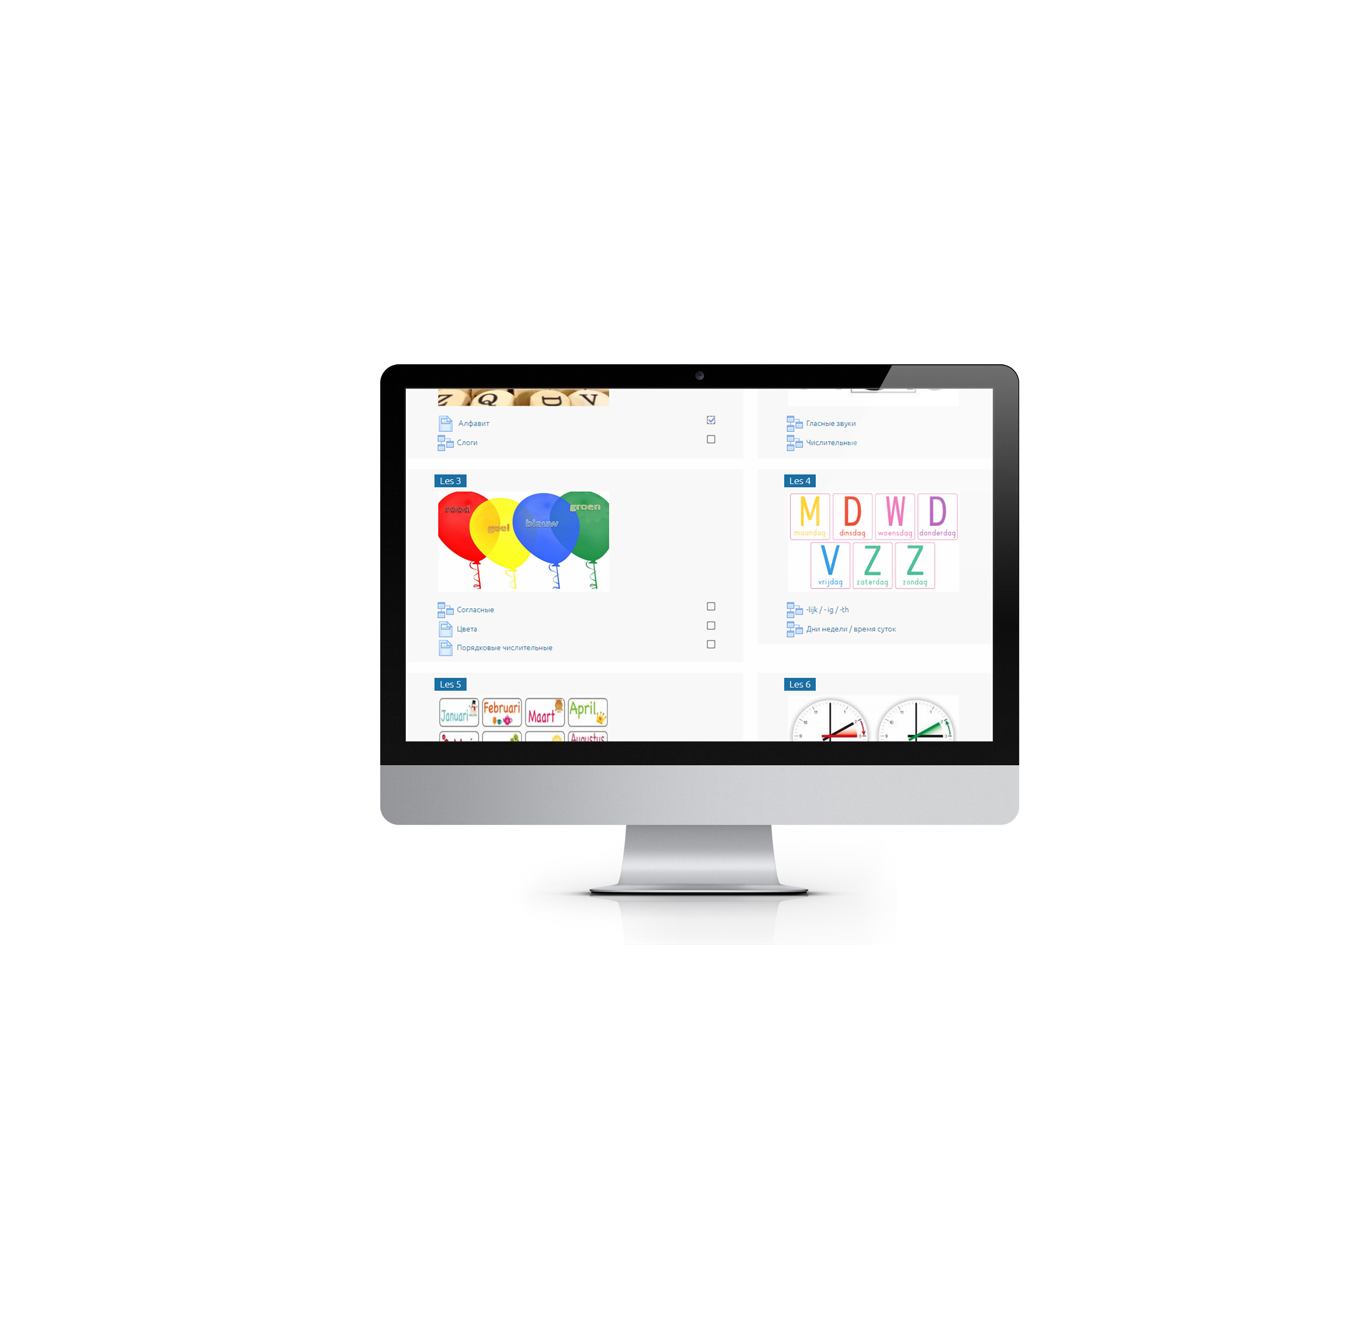 Z Q D V
Алфавит
Слоги
Гласные звуки
Числительные
Les 3
rood
geel
blauw
groen
Согласные
Цвета
Порядковые числительные
Les 4
M D W D
maandag dinsdag woensdag donderdag
V Z Z
vrijdag zaterdag zondag
-lijk / - ig / -th
Дни недели / время суток
Les 5
Januari Februari Maart April
Augustus
Les 6